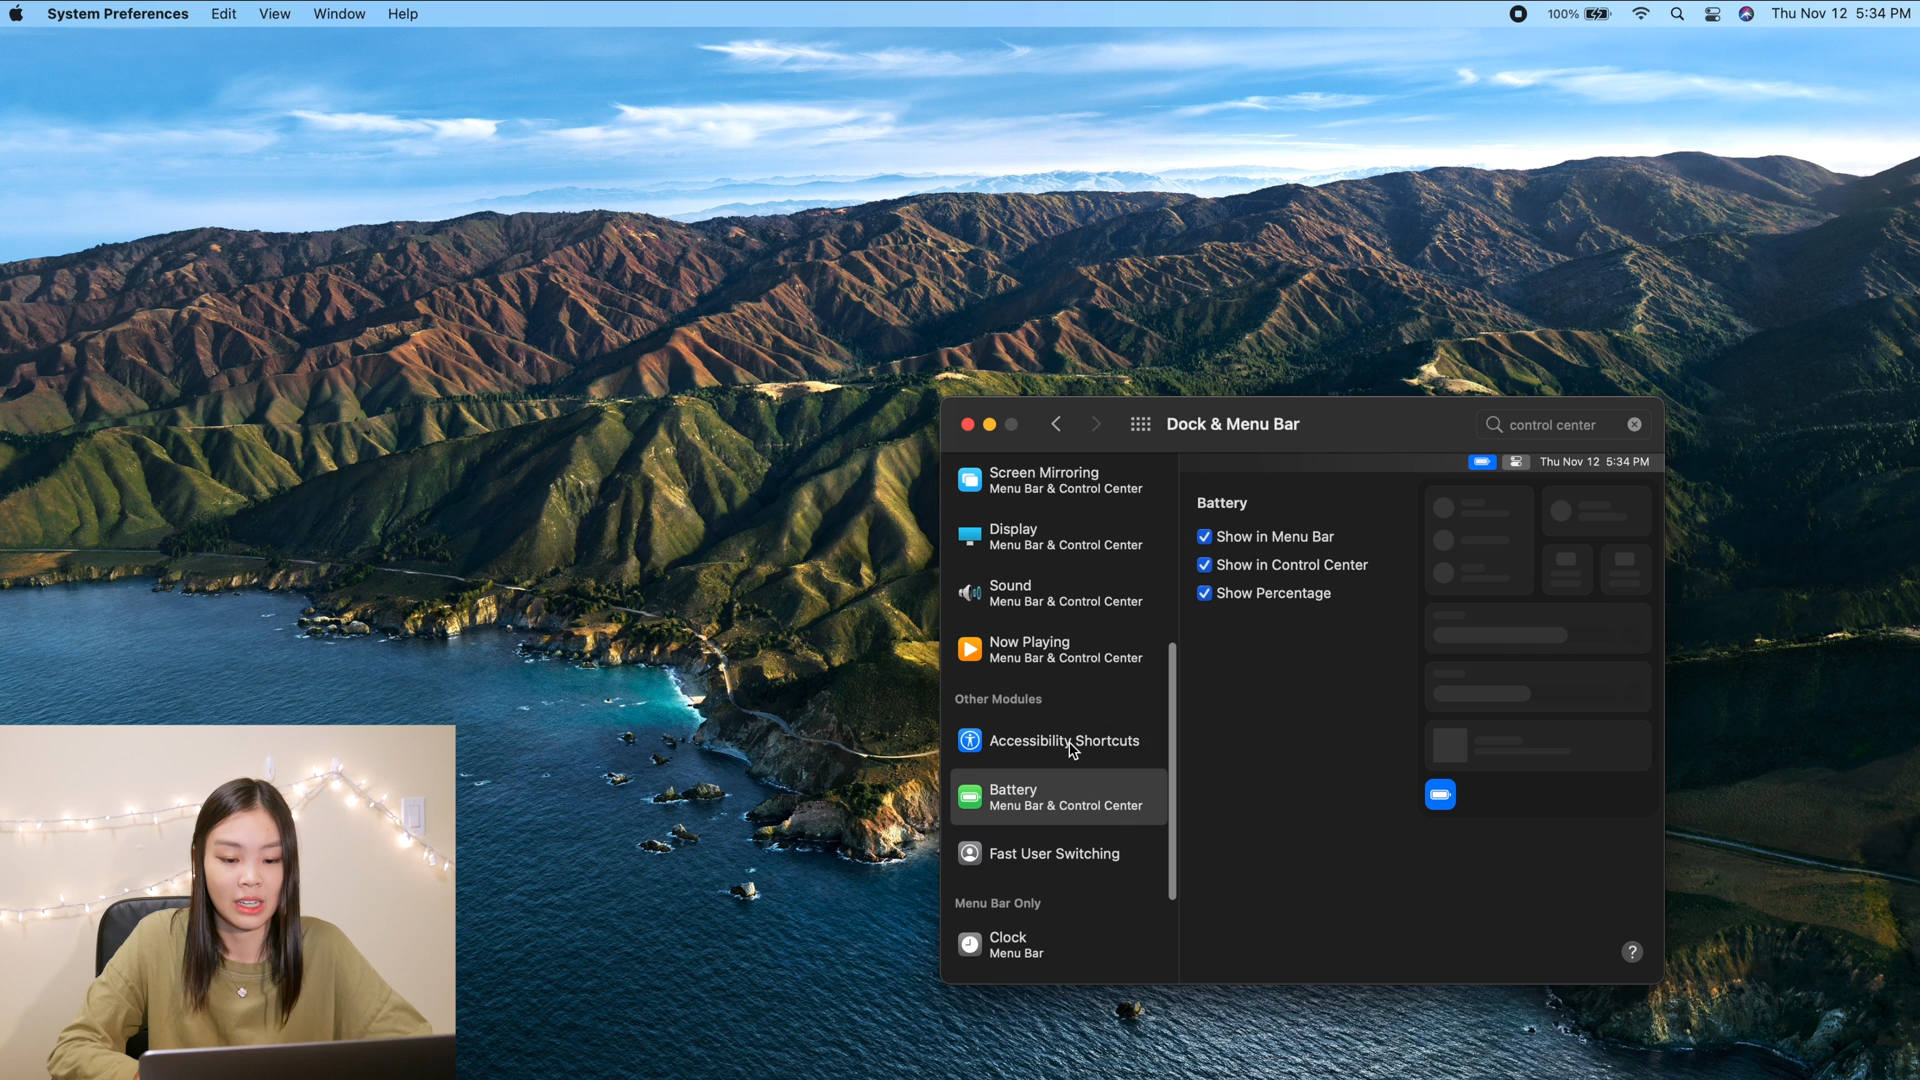 System Preferences Edit View Window Help
100% Thu Nov 12 5:34 PM
Dock & Menu Bar
control center
Thu Nov 12 5:34 PM
Screen Mirroring
Menu Bar & Control Center
Display
Menu Bar & Control Center
Sound
Menu Bar & Control Center
Now Playing
Menu Bar & Control Center
Other Modules
Accessibility Shortcuts
Battery
Menu Bar & Control Center
Fast User Switching
Menu Bar Only
Clock
Menu Bar
Battery
Show in Menu Bar
Show in Control Center
Show Percentage
?